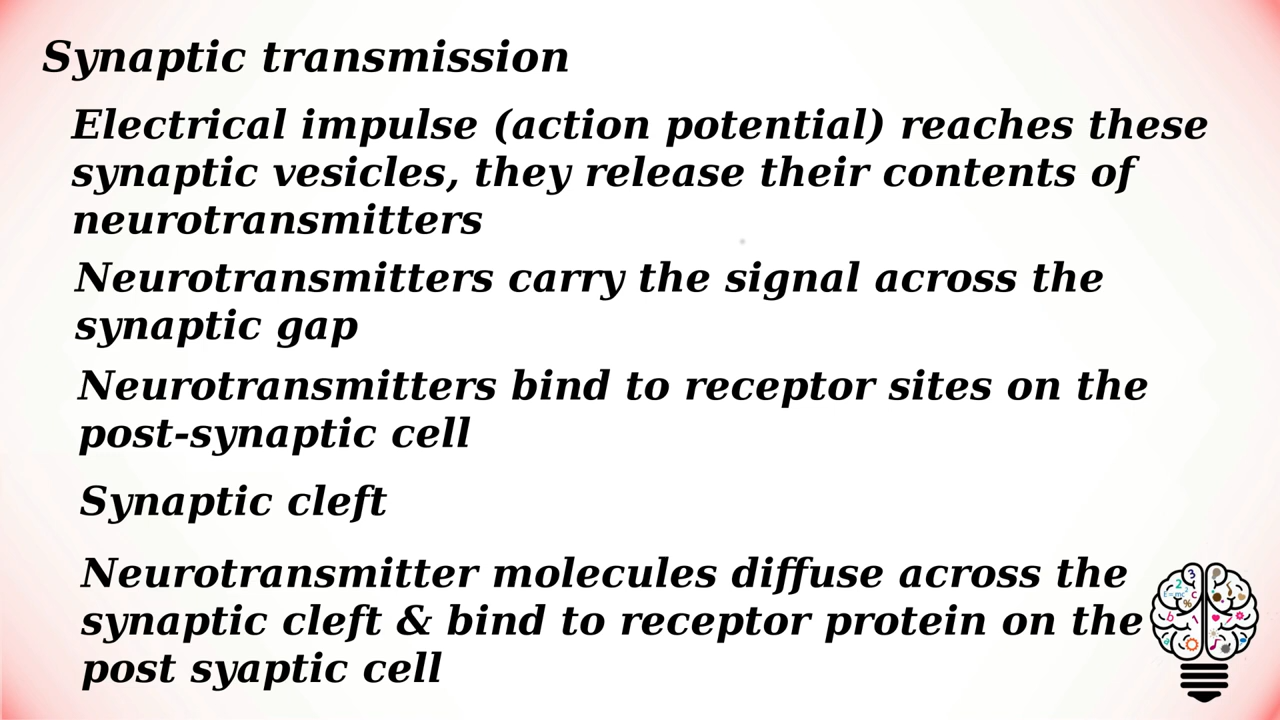 Synaptic transmission
Electrical impulse (action potential) reaches these
synaptic vesicles, they release their contents of
neurotransmitters
Neurotransmitters carry the signal across the
synaptic gap
Neurotransmitters bind to receptor sites on the
post-synaptic cell
Synaptic cleft
Neurotransmitter molecules diffuse across the
synaptic cleft & bind to receptor protein on the
post syaptic cell